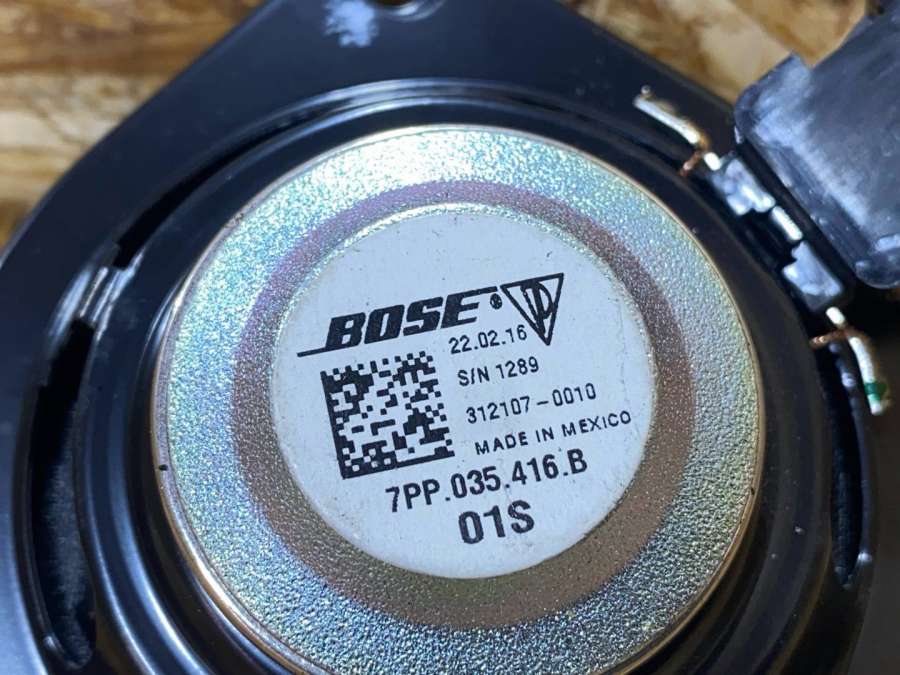 BOSE®
22.02.16
S/N 1289
312107-0010
MADE IN MEXICO
7PP.035.416.B
01S